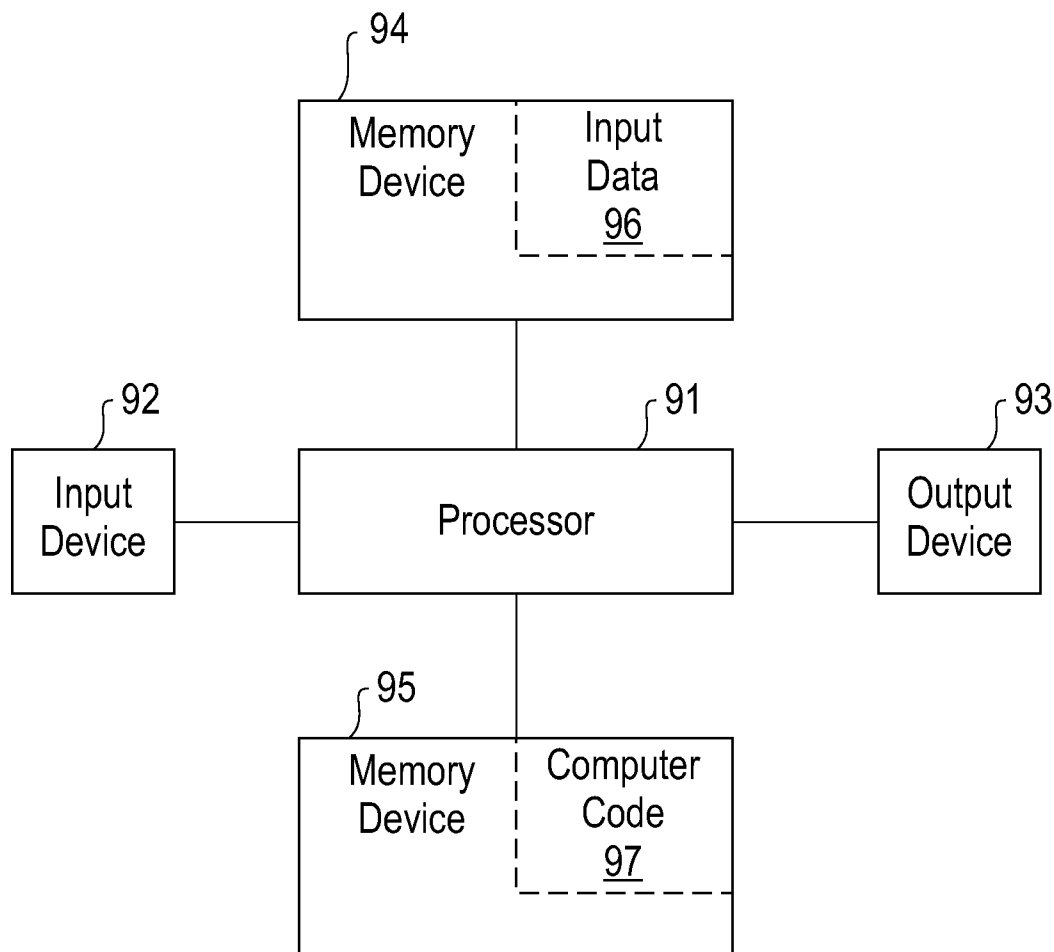 94
Memory
Device
Input
Data
96
92
91
93
Input
Device
Processor
Output
Device
95
Memory
Device
Computer
Code
97